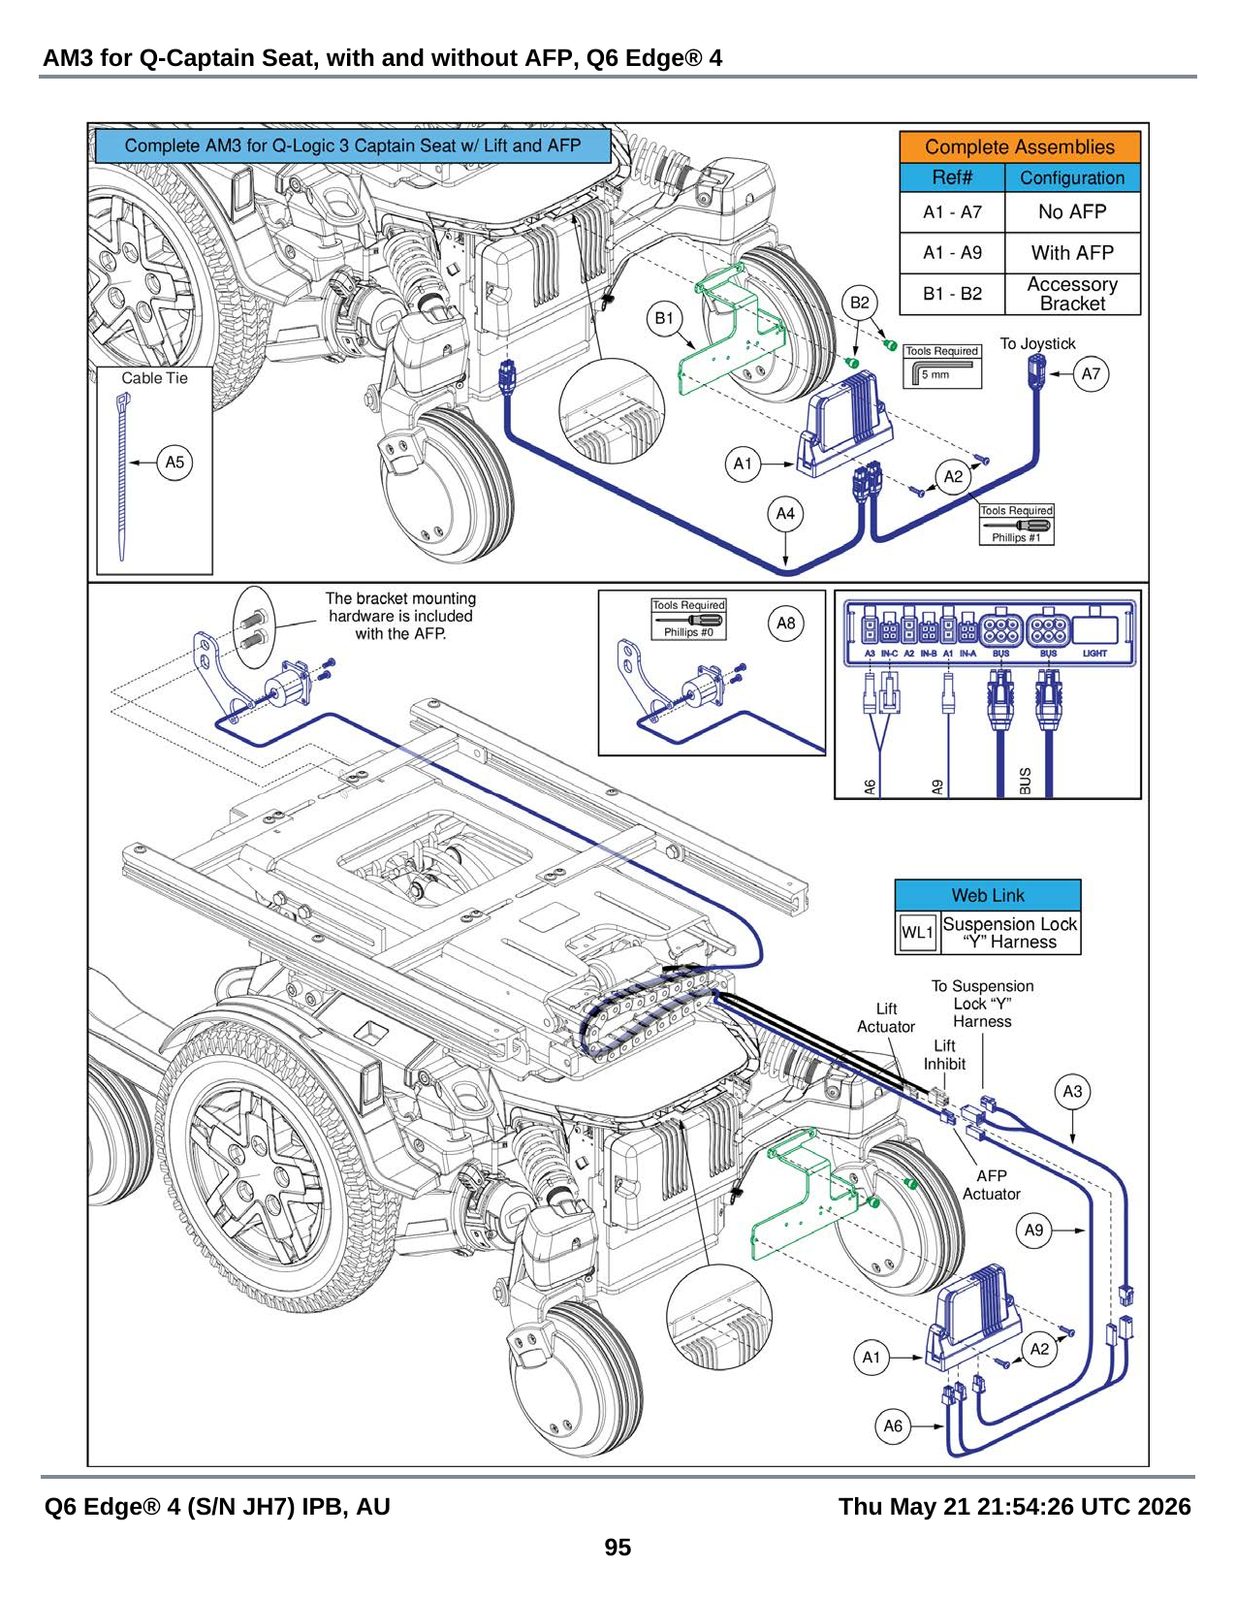 AM3 for Q-Captain Seat, with and without AFP, Q6 Edge® 4
Complete AM3 for Q-Logic 3 Captain Seat w/ Lift and AFP
Complete Assemblies
Ref# Configuration
A1 - A7 No AFP
A1 - A9 With AFP
B1 - B2 Accessory
Bracket
B1
B2
Tools Required
5 mm
To Joystick
A7
Cable Tie
A5
A1
A2
A4
Tools Required
Phillips #1
The bracket mounting
hardware is included
with the AFP.
Tools Required
Phillips #0
A8
A3 IN-C A2 IN-B A1 IN-A BUS BUS LIGHT
A6
A9
BUS
Web Link
WL1 Suspension Lock
“Y” Harness
To Suspension
Lock “Y”
Harness
Lift
Actuator
Lift
Inhibit
A3
AFP
Actuator
A9
A1
A2
A6
Q6 Edge® 4 (S/N JH7) IPB, AU
Thu May 21 21:54:26 UTC 2026
95